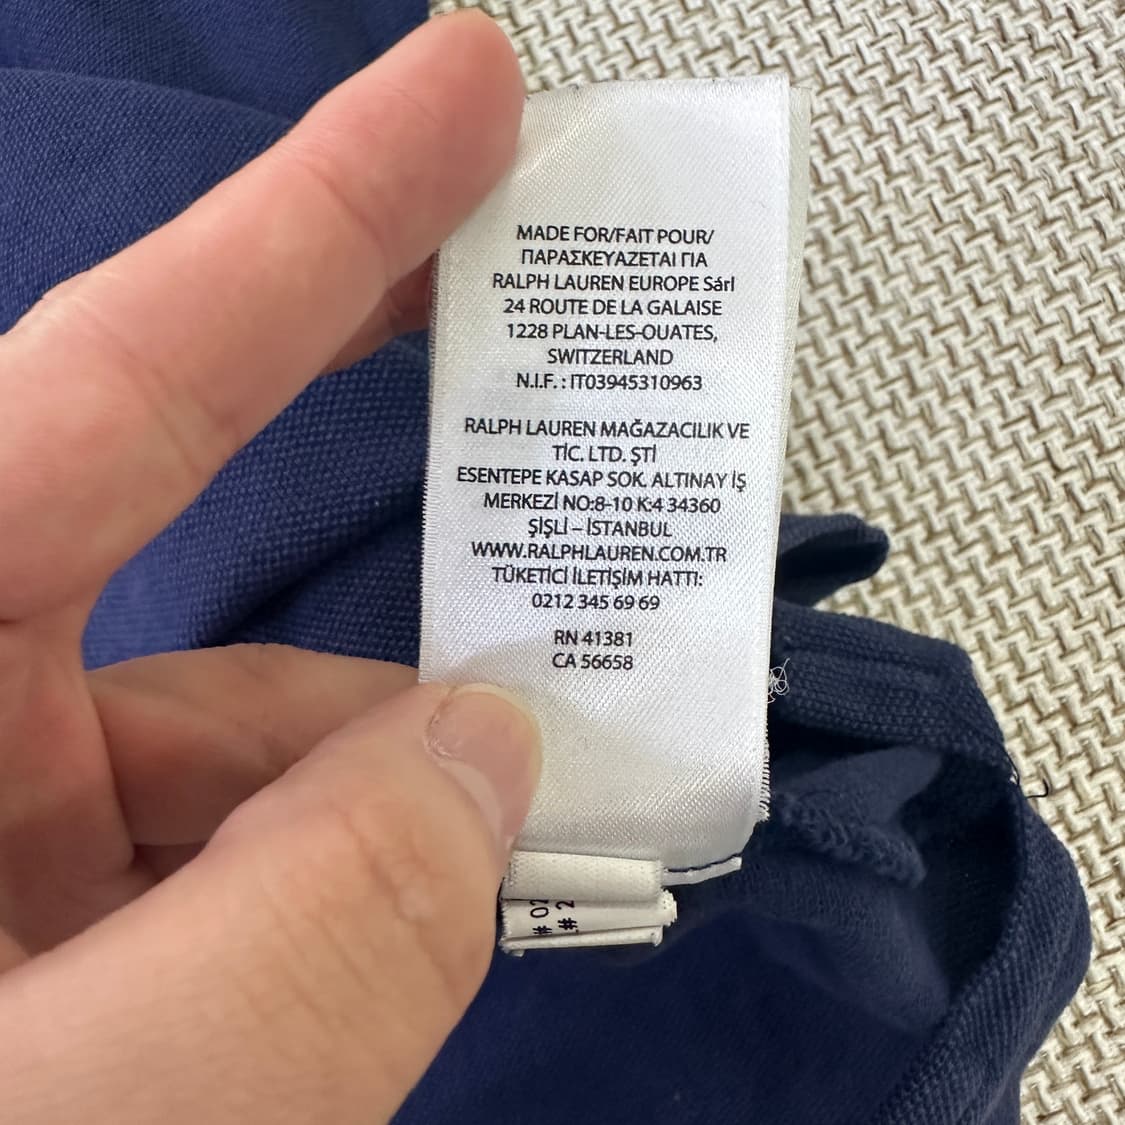 MADE FOR/FAIT POUR/
ΠΑΡΑΣΚΕΥΑΖΕΤΑΙ ΓΙΑ
RALPH LAUREN EUROPE Sárl
24 ROUTE DE LA GALAISE
1228 PLAN-LES-OUATES,
SWITZERLAND
N.I.F. : IT03945310963
RALPH LAUREN MAĞAZACILIK VE
TİC. LTD. ŞTİ
ESENTEPE KASAP SOK. ALTINAY İŞ
MERKEZİ NO:8-10 K:4 34360
ŞİŞLİ – İSTANBUL
WWW.RALPHLAUREN.COM.TR
TÜKETİCİ İLETİŞİM HATTI:
0212 345 69 69
RN 41381
CA 56658